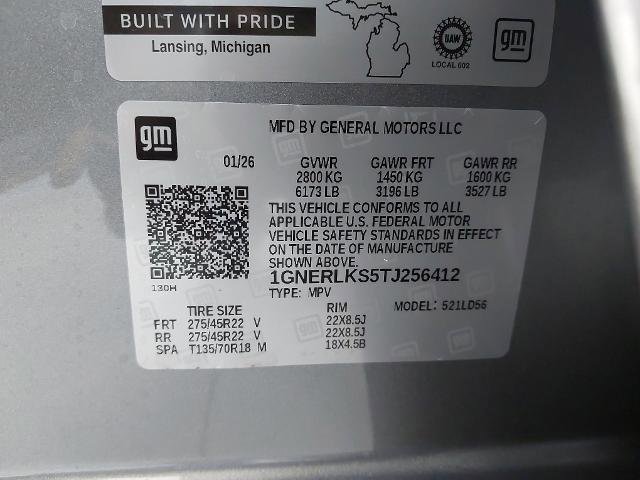 BUILT WITH PRIDE
Lansing, Michigan
UAW
LOCAL 602
gm
gm
MFD BY GENERAL MOTORS LLC
01/26 GVWR GAWR FRT GAWR RR
2800 KG 1450 KG 1600 KG
6173 LB 3196 LB 3527 LB
THIS VEHICLE CONFORMS TO ALL
APPLICABLE U.S. FEDERAL MOTOR
VEHICLE SAFETY STANDARDS IN EFFECT
ON THE DATE OF MANUFACTURE
SHOWN ABOVE.
1GNERLKS5TJ256412
130H
TYPE: MPV
TIRE SIZE RIM MODEL: 521LD56
FRT 275/45R22 V 22X8.5J
RR 275/45R22 V 22X8.5J
SPA T135/70R18 M 18X4.5B